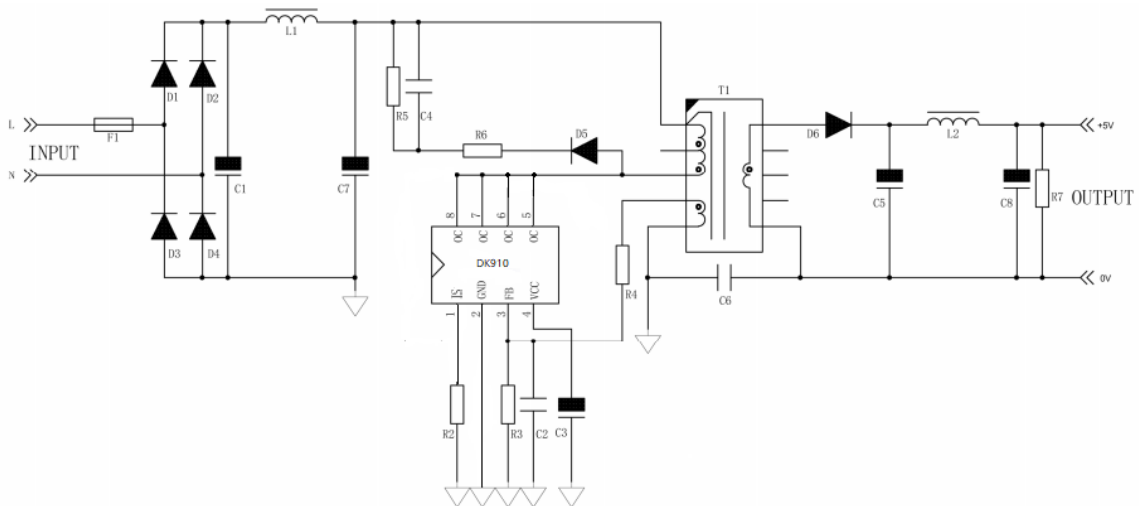 L1
T1
D1
D2
R5
C4
D6
L2
+5V
L
F1
R6
D5
INPUT
N
C1
C7
C5
C8
R7
OUTPUT
8
7
6
5
OC
OC
OC
OC
D3
D4
DK910
R4
C6
0V
IS
GND
FB
VCC
1
2
3
4
R2
R3
C2
C3